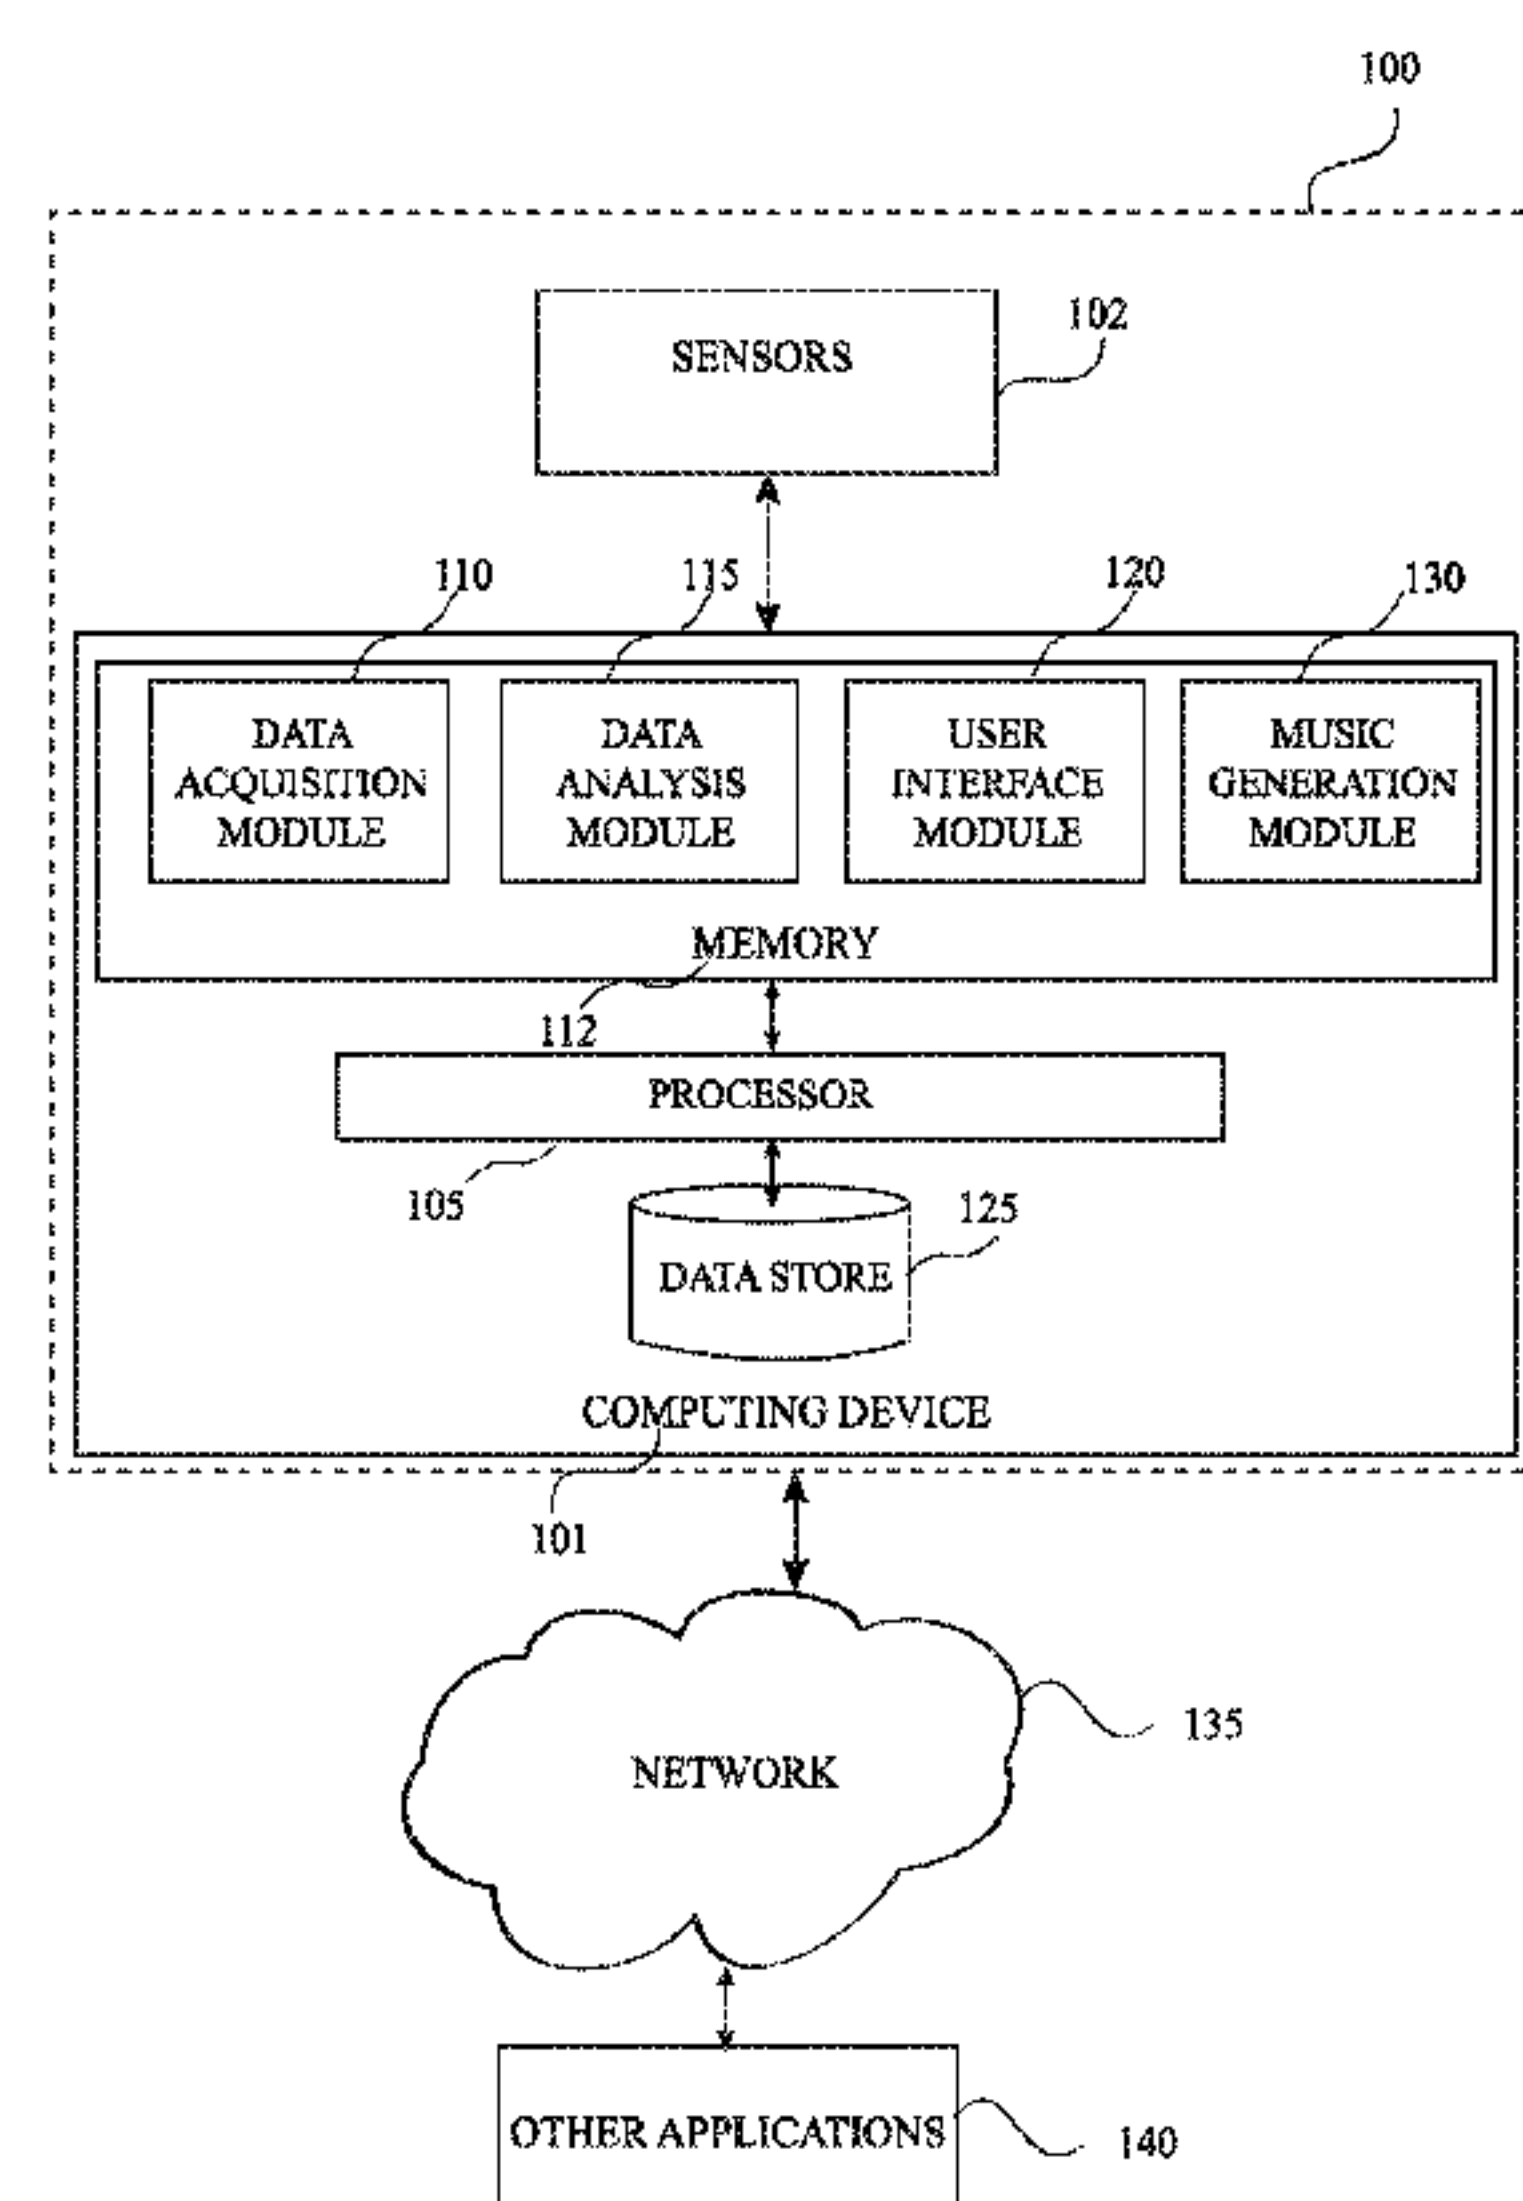 100
SENSORS
102
110
115
120
130
DATA
ACQUISITION
MODULE
DATA
ANALYSIS
MODULE
USER
INTERFACE
MODULE
MUSIC
GENERATION
MODULE
MEMORY
112
PROCESSOR
105
125
DATA STORE
COMPUTING DEVICE
101
135
NETWORK
OTHER APPLICATIONS
140